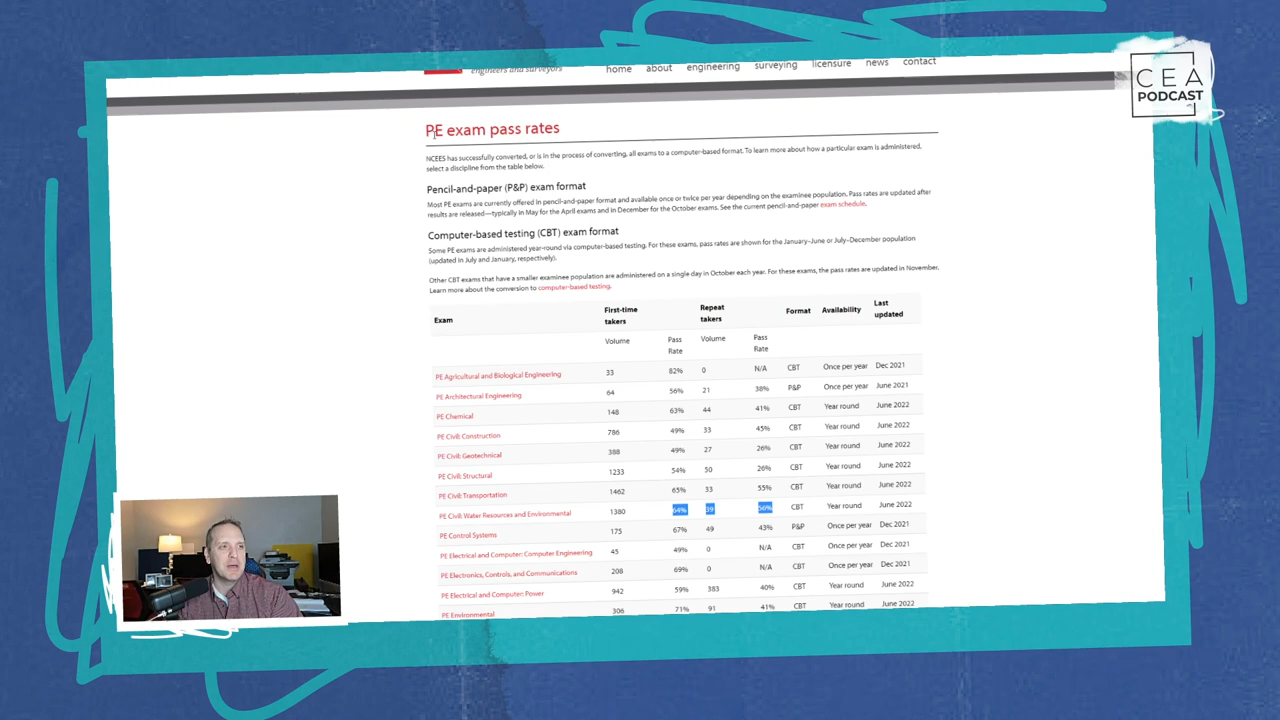 engineers and surveyors
home about engineering surveying licensure news contact
CEA
PODCAST
PE exam pass rates
NCEES has successfully converted, or is in the process of converting, all exams to a computer-based format. To learn more about how a particular exam is administered,
select a discipline from the table below.
Pencil-and-paper (P&P) exam format
Most PE exams are currently offered in pencil-and-paper format and available once or twice per year depending on the examinee population. Pass rates are updated after
results are released—typically in May for the April exams and in December for the October exams. See the current pencil-and-paper exam schedule.
Computer-based testing (CBT) exam format
Some PE exams are administered year-round via computer-based testing. For these exams, pass rates are shown for the January–June or July–December population
(updated in July and January, respectively).
Other CBT exams that have a smaller examinee population are administered on a single day in October each year. For these exams, the pass rates are updated in November.
Learn more about the conversion to computer-based testing.
Exam First-time takers Repeat takers Format Availability Last updated
Volume Pass Rate Volume Pass Rate
PE Agricultural and Biological Engineering 33 82% 0 N/A CBT Once per year Dec 2021
PE Architectural Engineering 64 56% 21 38% P&P Once per year June 2021
PE Chemical 148 63% 44 41% CBT Year round June 2022
PE Civil: Construction 786 49% 33 45% CBT Year round June 2022
PE Civil: Geotechnical 388 49% 27 26% CBT Year round June 2022
PE Civil: Structural 1233 54% 50 26% CBT Year round June 2022
PE Civil: Transportation 1462 65% 33 55% CBT Year round June 2022
PE Civil: Water Resources and Environmental 1380 64% 39 56% CBT Year round June 2022
PE Control Systems 175 67% 49 43% P&P Once per year Dec 2021
PE Electrical and Computer: Computer Engineering 45 49% 0 N/A CBT Once per year Dec 2021
PE Electronics, Controls, and Communications 208 69% 0 N/A CBT Once per year Dec 2021
PE Electrical and Computer: Power 942 59% 383 40% CBT Year round June 2022
PE Environmental 306 71% 91 41% CBT Year round June 2022